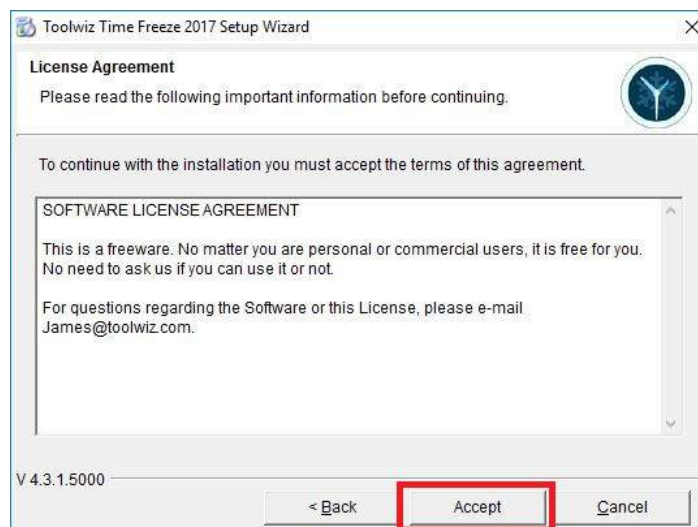 Toolwiz Time Freeze 2017 Setup Wizard
License Agreement
Please read the following important information before continuing.
To continue with the installation you must accept the terms of this agreement.
SOFTWARE LICENSE AGREEMENT
This is a freeware. No matter you are personal or commercial users, it is free for you.
No need to ask us if you can use it or not.
For questions regarding the Software or this License, please e-mail
James@toolwiz.com.
V 4.3.1.5000
< Back
Accept
Cancel